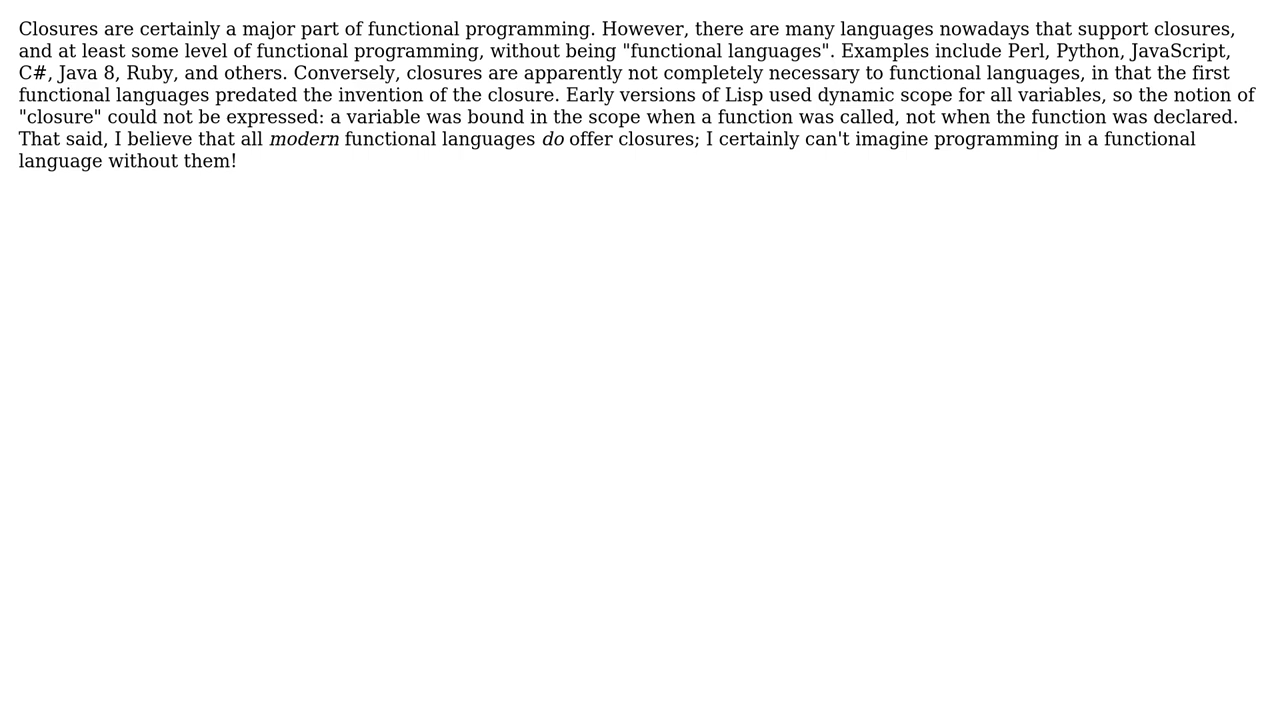 Closures are certainly a major part of functional programming. However, there are many languages nowadays that support closures,
and at least some level of functional programming, without being "functional languages". Examples include Perl, Python, JavaScript,
C#, Java 8, Ruby, and others. Conversely, closures are apparently not completely necessary to functional languages, in that the first
functional languages predated the invention of the closure. Early versions of Lisp used dynamic scope for all variables, so the notion of
"closure" could not be expressed: a variable was bound in the scope when a function was called, not when the function was declared.
That said, I believe that all modern functional languages do offer closures; I certainly can't imagine programming in a functional
language without them!